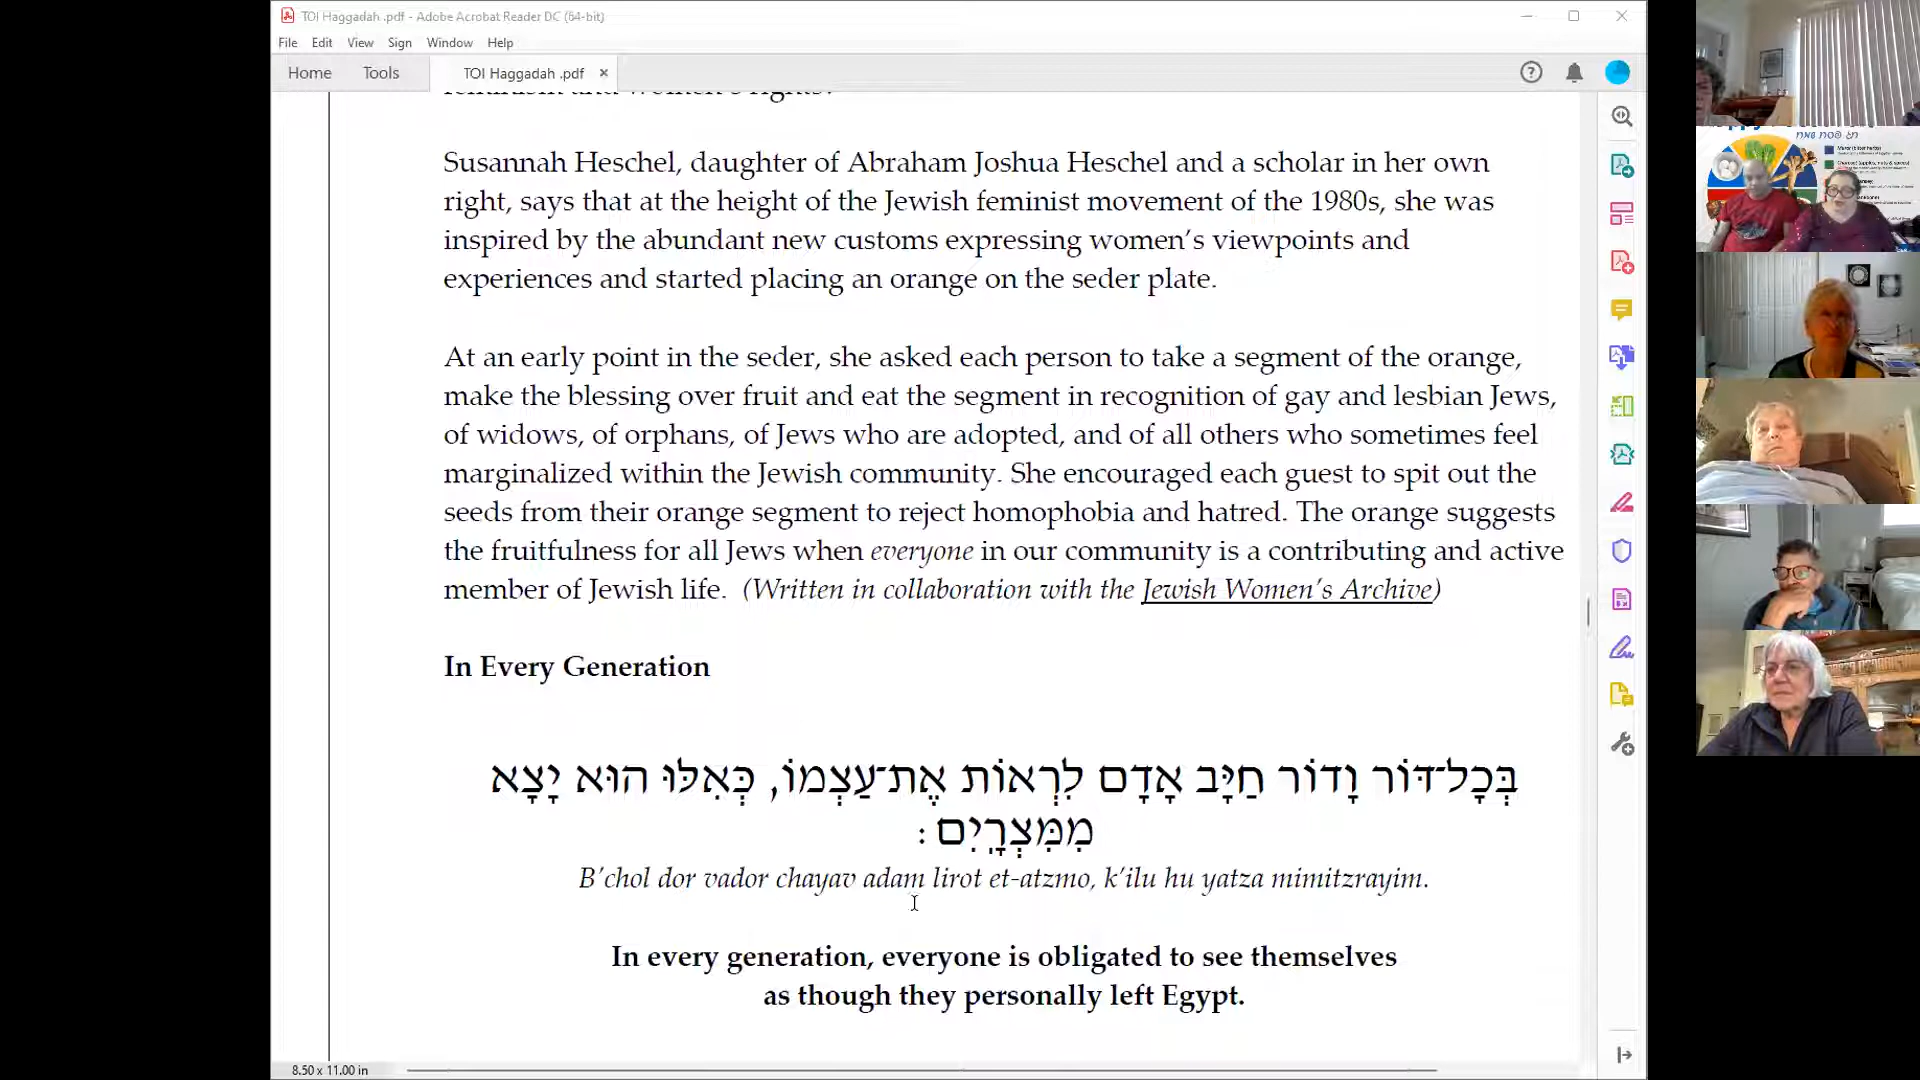 TOI Haggadah .pdf - Adobe Acrobat Reader DC (64-bit)
File Edit View Sign Window Help
Home Tools TOI Haggadah .pdf ×
feminism and women's rights.
Susannah Heschel, daughter of Abraham Joshua Heschel and a scholar in her own
right, says that at the height of the Jewish feminist movement of the 1980s, she was
inspired by the abundant new customs expressing women's viewpoints and
experiences and started placing an orange on the seder plate.
At an early point in the seder, she asked each person to take a segment of the orange,
make the blessing over fruit and eat the segment in recognition of gay and lesbian Jews,
of widows, of orphans, of Jews who are adopted, and of all others who sometimes feel
marginalized within the Jewish community. She encouraged each guest to spit out the
seeds from their orange segment to reject homophobia and hatred. The orange suggests
the fruitfulness for all Jews when everyone in our community is a contributing and active
member of Jewish life. (Written in collaboration with the Jewish Women's Archive)
In Every Generation
בְּכָל־דּוֹר וָדוֹר חַיָּב אָדָם לִרְאוֹת אֶת־עַצְמוֹ, כְּאִלּוּ הוּא יָצָא
מִמִּצְרָֽיִם :
B'chol dor vador chayav adam lirot et-atzmo, k'ilu hu yatza mimitzrayim.
In every generation, everyone is obligated to see themselves
as though they personally left Egypt.
8.50 x 11.00 in